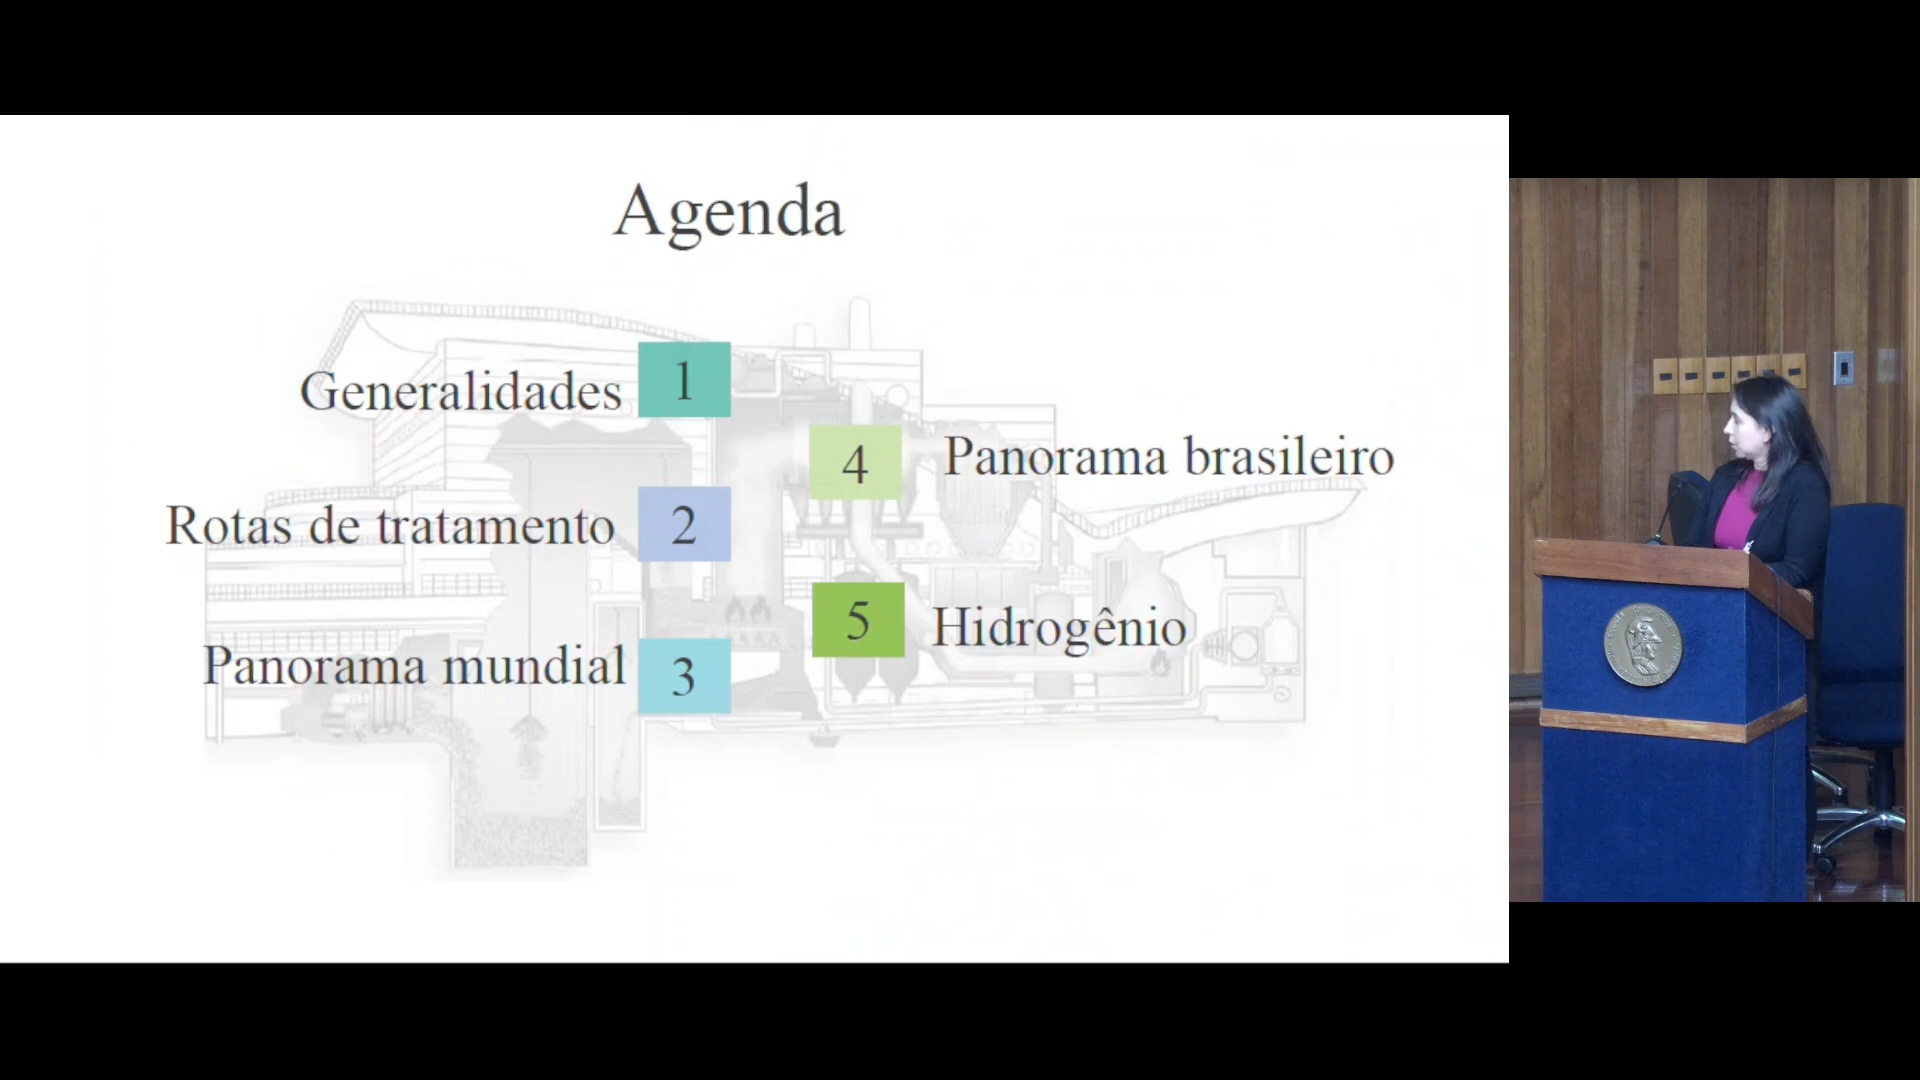 Agenda
Generalidades 1
Rotas de tratamento 2
Panorama mundial 3
4 Panorama brasileiro
5 Hidrogênio